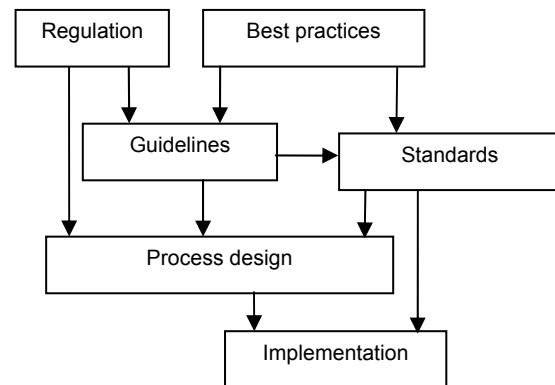 Regulation
Best practices
Guidelines
Standards
Process design
Implementation